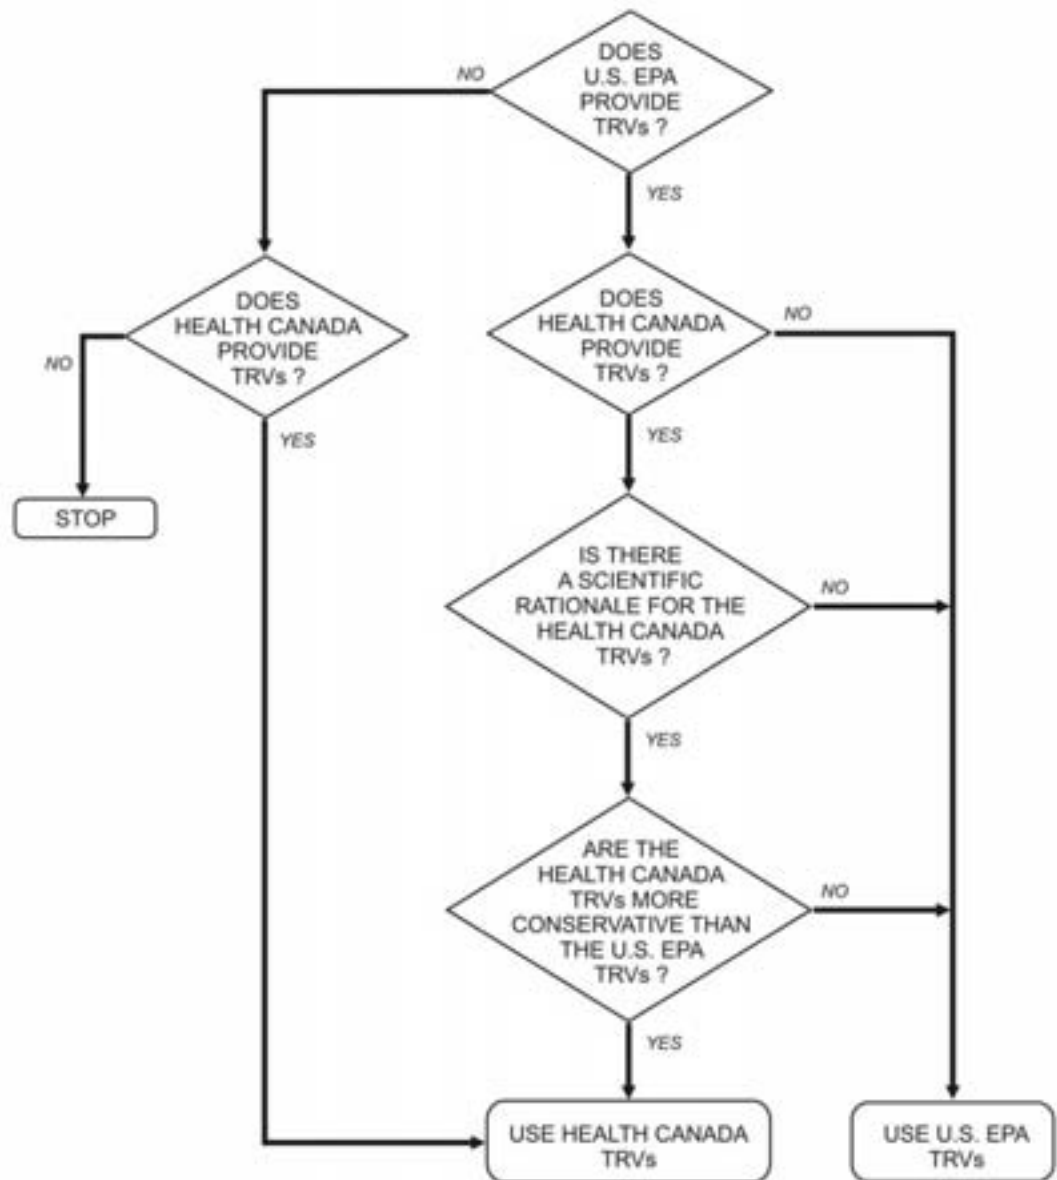 DOES
U.S. EPA
PROVIDE
TRVs ?
NO
YES
DOES
HEALTH CANADA
PROVIDE
TRVs ?
NO
YES
STOP
DOES
HEALTH CANADA
PROVIDE
TRVs ?
NO
YES
IS THERE
A SCIENTIFIC
RATIONALE FOR THE
HEALTH CANADA
TRVs ?
NO
YES
ARE THE
HEALTH CANADA
TRVs MORE
CONSERVATIVE THAN
THE U.S. EPA
TRVs ?
NO
YES
USE HEALTH CANADA
TRVs
USE U.S. EPA
TRVs